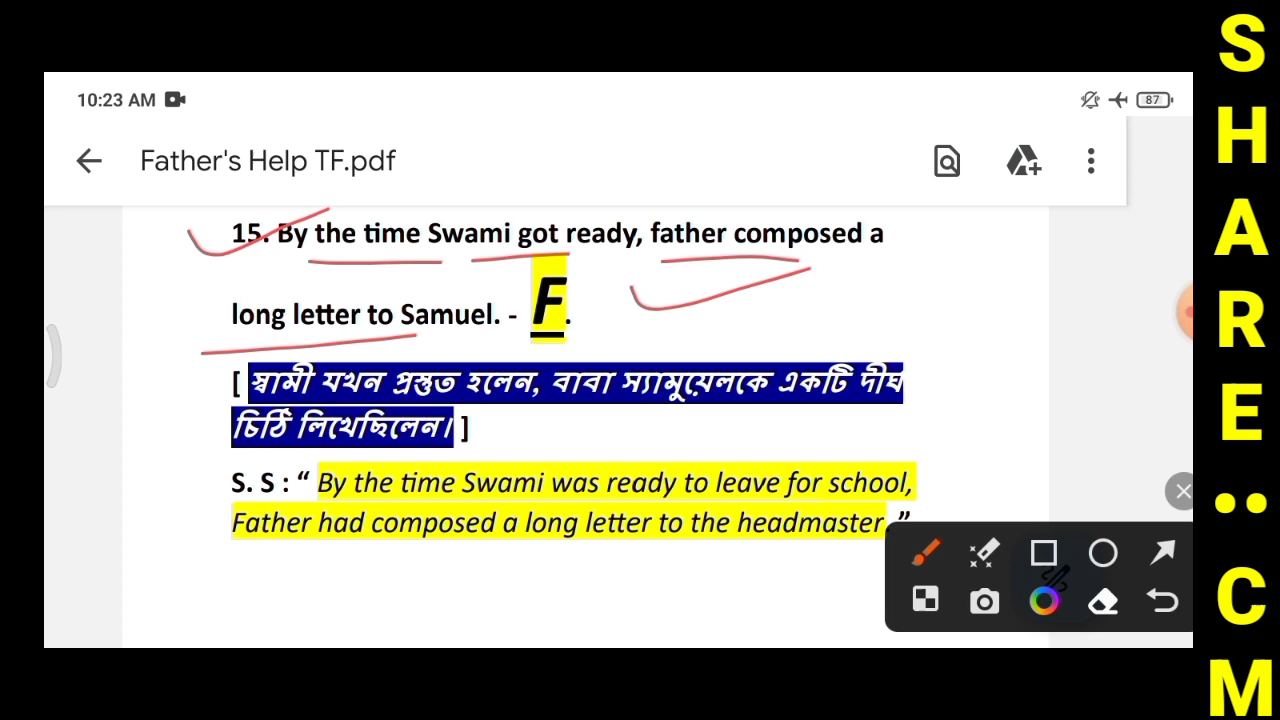 10:23 AM
87
Father's Help TF.pdf
15. By the time Swami got ready, father composed a
long letter to Samuel. - F.
[ স্বামী যখন প্রস্তুত হলেন, বাবা স্যামুয়েলকে একটি দীর্ঘ
চিঠি লিখেছিলেন। ]
S. S : “ By the time Swami was ready to leave for school,
Father had composed a long letter to the headmaster. ”
S
H
A
R
E
••
C
M